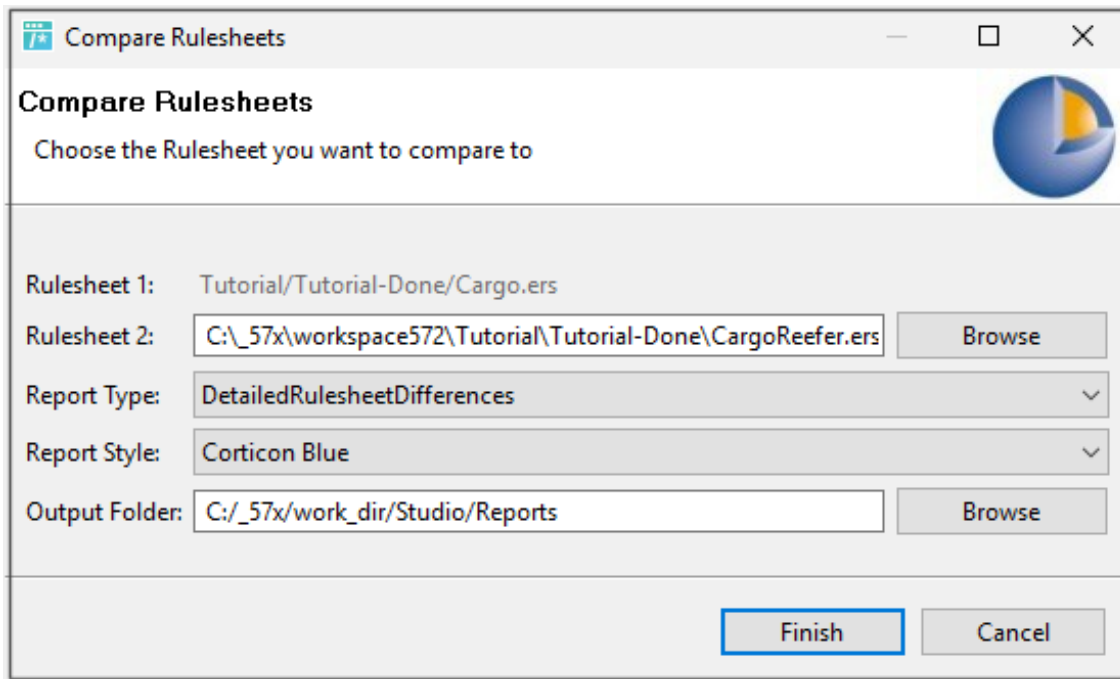 Compare Rulesheets
Compare Rulesheets
Choose the Rulesheet you want to compare to
Rulesheet 1: Tutorial/Tutorial-Done/Cargo.ers
Rulesheet 2: C:\_57x\workspace572\Tutorial\Tutorial-Done\CargoReefer.ers Browse
Report Type: DetailedRulesheetDifferences
Report Style: Corticon Blue
Output Folder: C:/_57x/work_dir/Studio/Reports Browse
Finish Cancel